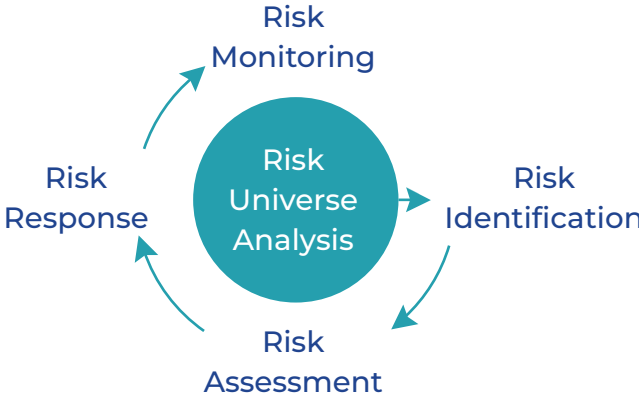 Risk
Monitoring
Risk
Universe
Analysis
Risk
Response
Risk
Identification
Risk
Assessment